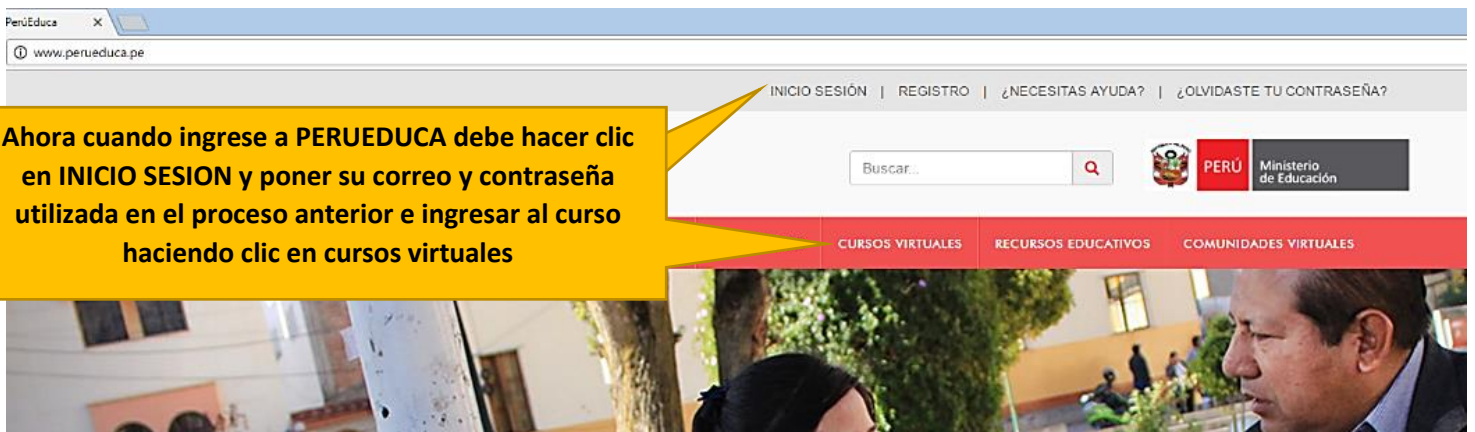 PerúEduca
www.perueduca.pe
INICIO SESIÓN | REGISTRO | ¿NECESITAS AYUDA? | ¿OLVIDASTE TU CONTRASEÑA?
Ahora cuando ingrese a PERUEDUCA debe hacer clic
en INICIO SESION y poner su correo y contraseña
utilizada en el proceso anterior e ingresar al curso
haciendo clic en cursos virtuales
Buscar...
PERÚ
Ministerio
de Educación
CURSOS VIRTUALES RECURSOS EDUCATIVOS COMUNIDADES VIRTUALES